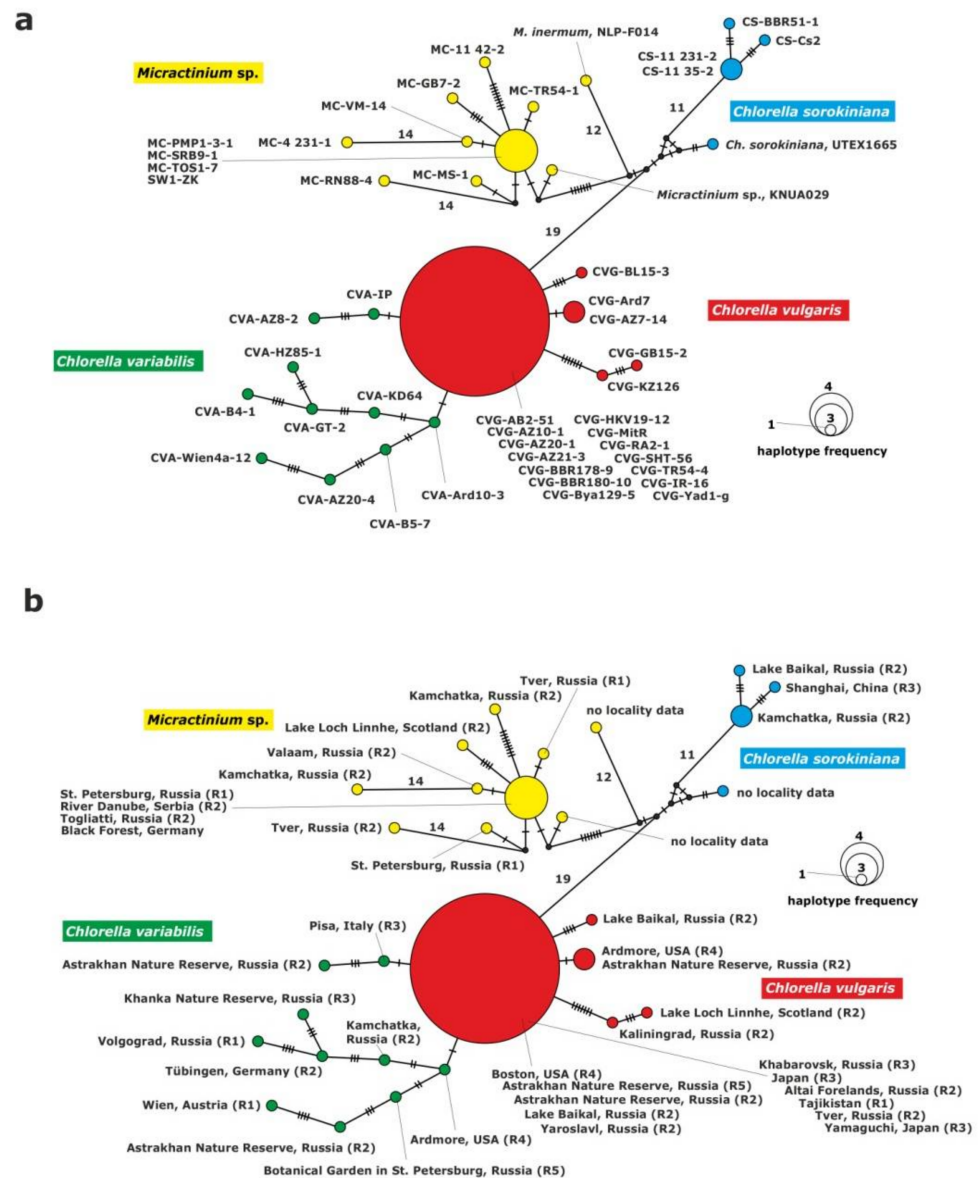 a
M. inermum, NLP-F014
CS-BBR51-1
CS-Cs2
MC-11 42-2
CS-11 231-2
CS-11 35-2
Micractinium sp.
MC-GB7-2
MC-TR54-1
11
Chlorella sorokiniana
MC-VM-14
14
12
MC-PMP1-3-1
MC-SRB9-1
MC-TOS1-7
SW1-ZK
MC-4 231-1
Ch. sorokiniana, UTEX1665
MC-RN88-4
MC-MS-1
Micractinium sp., KNUA029
14
19
CVG-BL15-3
CVA-IP
CVG-Ard7
CVG-AZ7-14
Chlorella vulgaris
CVA-AZ8-2
Chlorella variabilis
CVA-HZ85-1
CVG-GB15-2
CVG-KZ126
CVA-B4-1
CVA-KD64
CVA-GT-2
4
3
1
haplotype frequency
CVG-AB2-51
CVG-AZ10-1
CVG-AZ20-1
CVG-AZ21-3
CVG-BBR178-9
CVG-BBR180-10
CVG-Bya129-5
CVG-HKV19-12
CVG-MitR
CVG-RA2-1
CVG-SHT-56
CVG-TR54-4
CVG-IR-16
CVG-Yad1-g
CVA-Wien4a-12
CVA-AZ20-4
CVA-Ard10-3
CVA-B5-7
b
Lake Baikal, Russia (R2)
Tver, Russia (R1)
Shanghai, China (R3)
Kamchatka, Russia (R2)
no locality data
Kamchatka, Russia (R2)
Micractinium sp.
Lake Loch Linnhe, Scotland (R2)
11
Chlorella sorokiniana
Valaam, Russia (R2)
Kamchatka, Russia (R2)
14
12
St. Petersburg, Russia (R1)
River Danube, Serbia (R2)
Togliatti, Russia (R2)
Black Forest, Germany
no locality data
Tver, Russia (R2)
14
no locality data
St. Petersburg, Russia (R1)
4
3
1
haplotype frequency
19
Lake Baikal, Russia (R2)
Chlorella variabilis
Pisa, Italy (R3)
Ardmore, USA (R4)
Astrakhan Nature Reserve, Russia (R2)
Astrakhan Nature Reserve, Russia (R2)
Chlorella vulgaris
Khanka Nature Reserve, Russia (R3)
Lake Loch Linnhe, Scotland (R2)
Kaliningrad, Russia (R2)
Kamchatka,
Russia (R2)
Volgograd, Russia (R1)
Tübingen, Germany (R2)
Boston, USA (R4)
Astrakhan Nature Reserve, Russia (R5)
Astrakhan Nature Reserve, Russia (R2)
Lake Baikal, Russia (R2)
Yaroslavl, Russia (R2)
Khabarovsk, Russia (R3)
Japan (R3)
Altai Forelands, Russia (R2)
Tajikistan (R1)
Tver, Russia (R2)
Yamaguchi, Japan (R3)
Wien, Austria (R1)
Astrakhan Nature Reserve, Russia (R2)
Ardmore, USA (R4)
Botanical Garden in St. Petersburg, Russia (R5)